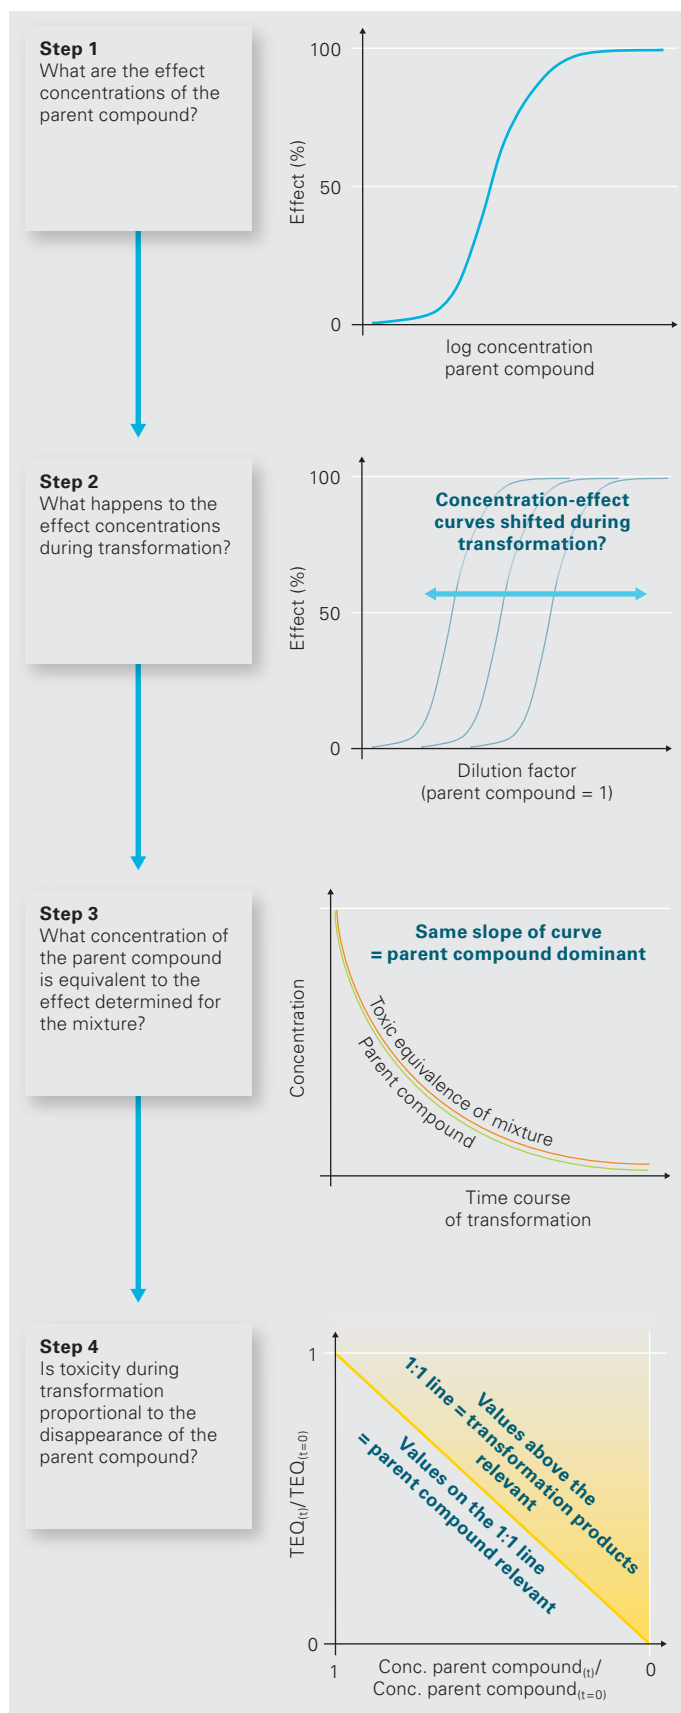 Step 1
What are the effect
concentrations of the
parent compound?
100
50
0
Effect (%)
log concentration
parent compound
Step 2
What happens to the
effect concentrations
during transformation?
100
50
0
Effect (%)
Concentration-effect
curves shifted during
transformation?
Dilution factor
(parent compound = 1)
Step 3
What concentration of
the parent compound
is equivalent to the
effect determined for
the mixture?
Concentration
Same slope of curve
= parent compound dominant
Toxic equivalence of mixture
Parent compound
Time course
of transformation
Step 4
Is toxicity during
transformation
proportional to the
disappearance of the
parent compound?
1
0
TEQ(t)/TEQ(t=0)
Values above the
1:1 line = transformation products
relevant
Values on the 1:1 line
= parent compound relevant
1
0
Conc. parent compound(t)/
Conc. parent compound(t=0)